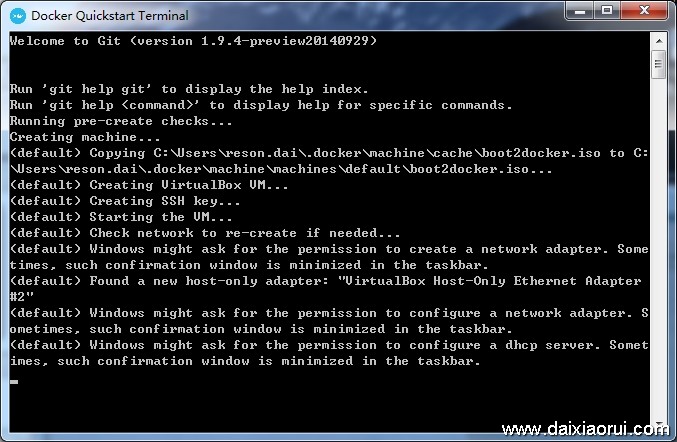 Docker Quickstart Terminal
Welcome to Git (version 1.9.4-preview20140929)
Run 'git help git' to display the help index.
Run 'git help <command>' to display help for specific commands.
Running pre-create checks...
Creating machine...
(default) Copying C:\Users\reson.dai\.docker\machine\cache\boot2docker.iso to C:
\Users\reson.dai\.docker\machine\machines\default\boot2docker.iso...
(default) Creating VirtualBox VM...
(default) Creating SSH key...
(default) Starting the VM...
(default) Check network to re-create if needed...
(default) Windows might ask for the permission to create a network adapter. Some
times, such confirmation window is minimized in the taskbar.
(default) Found a new host-only adapter: "VirtualBox Host-Only Ethernet Adapter
#2"
(default) Windows might ask for the permission to configure a network adapter. S
ometimes, such confirmation window is minimized in the taskbar.
(default) Windows might ask for the permission to configure a dhcp server. Somet
imes, such confirmation window is minimized in the taskbar.
www.daixiaorui.com